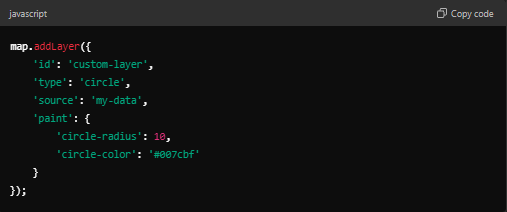 javascript
Copy code
map.addLayer({
    'id': 'custom-layer',
    'type': 'circle',
    'source': 'my-data',
    'paint': {
        'circle-radius': 10,
        'circle-color': '#007cbf'
    }
});